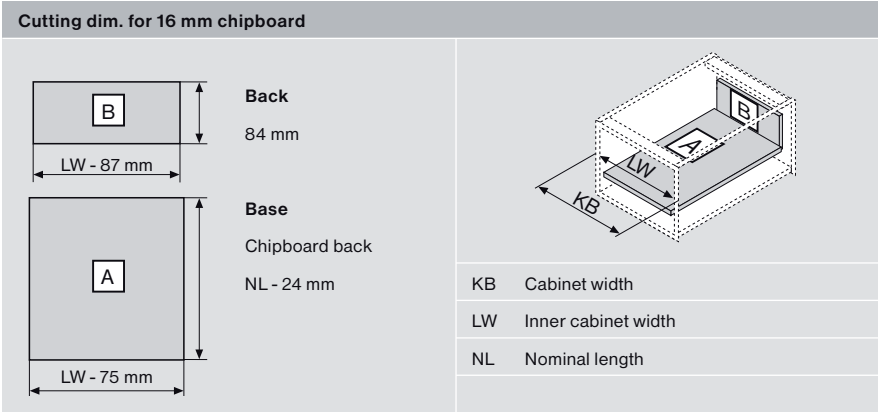 Cutting dim. for 16 mm chipboard
B
Back
84 mm
LW - 87 mm
A
Base
Chipboard back
NL - 24 mm
LW - 75 mm
B
A
LW
KB
KB Cabinet width
LW Inner cabinet width
NL Nominal length